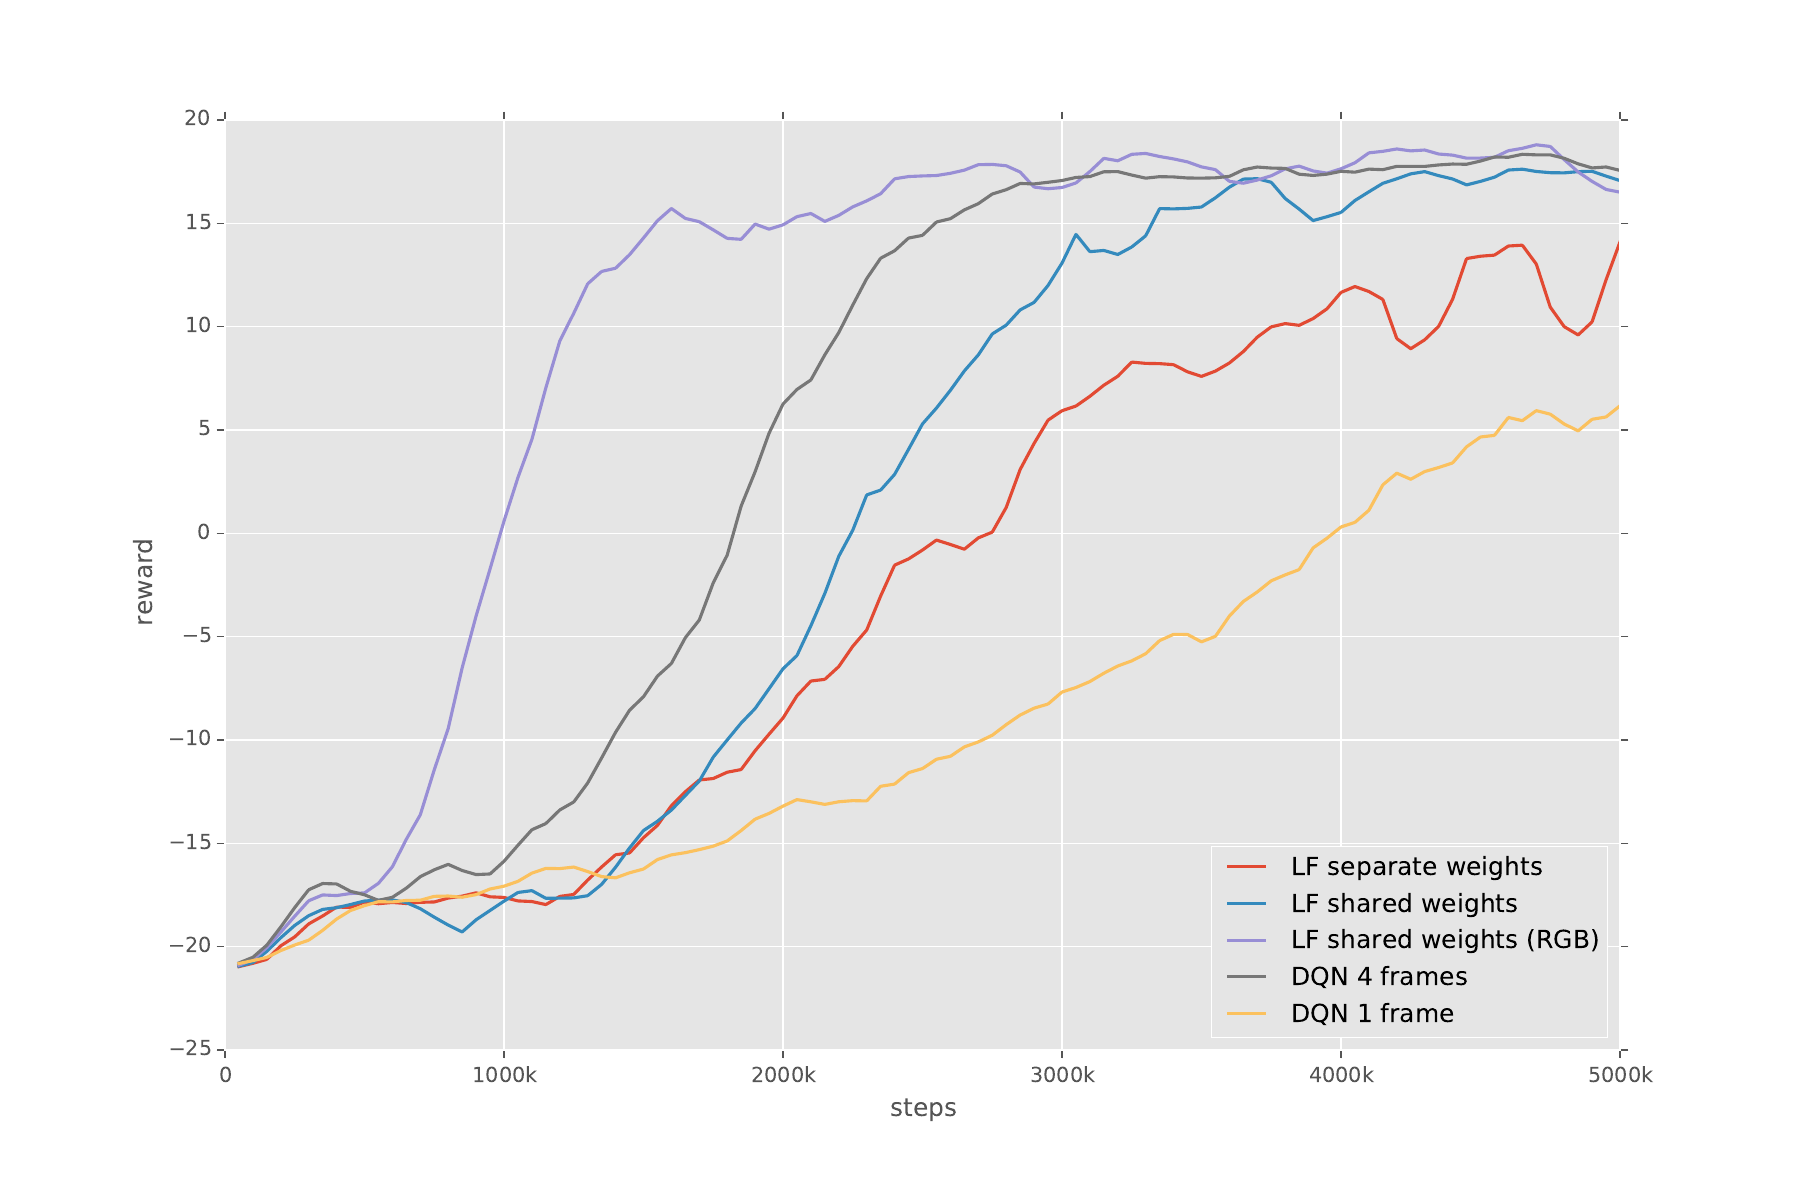 20
15
10
5
0
−5
−10
−15
−20
−25
reward
0
1000k
2000k
3000k
4000k
5000k
steps
LF separate weights
LF shared weights
LF shared weights (RGB)
DQN 4 frames
DQN 1 frame